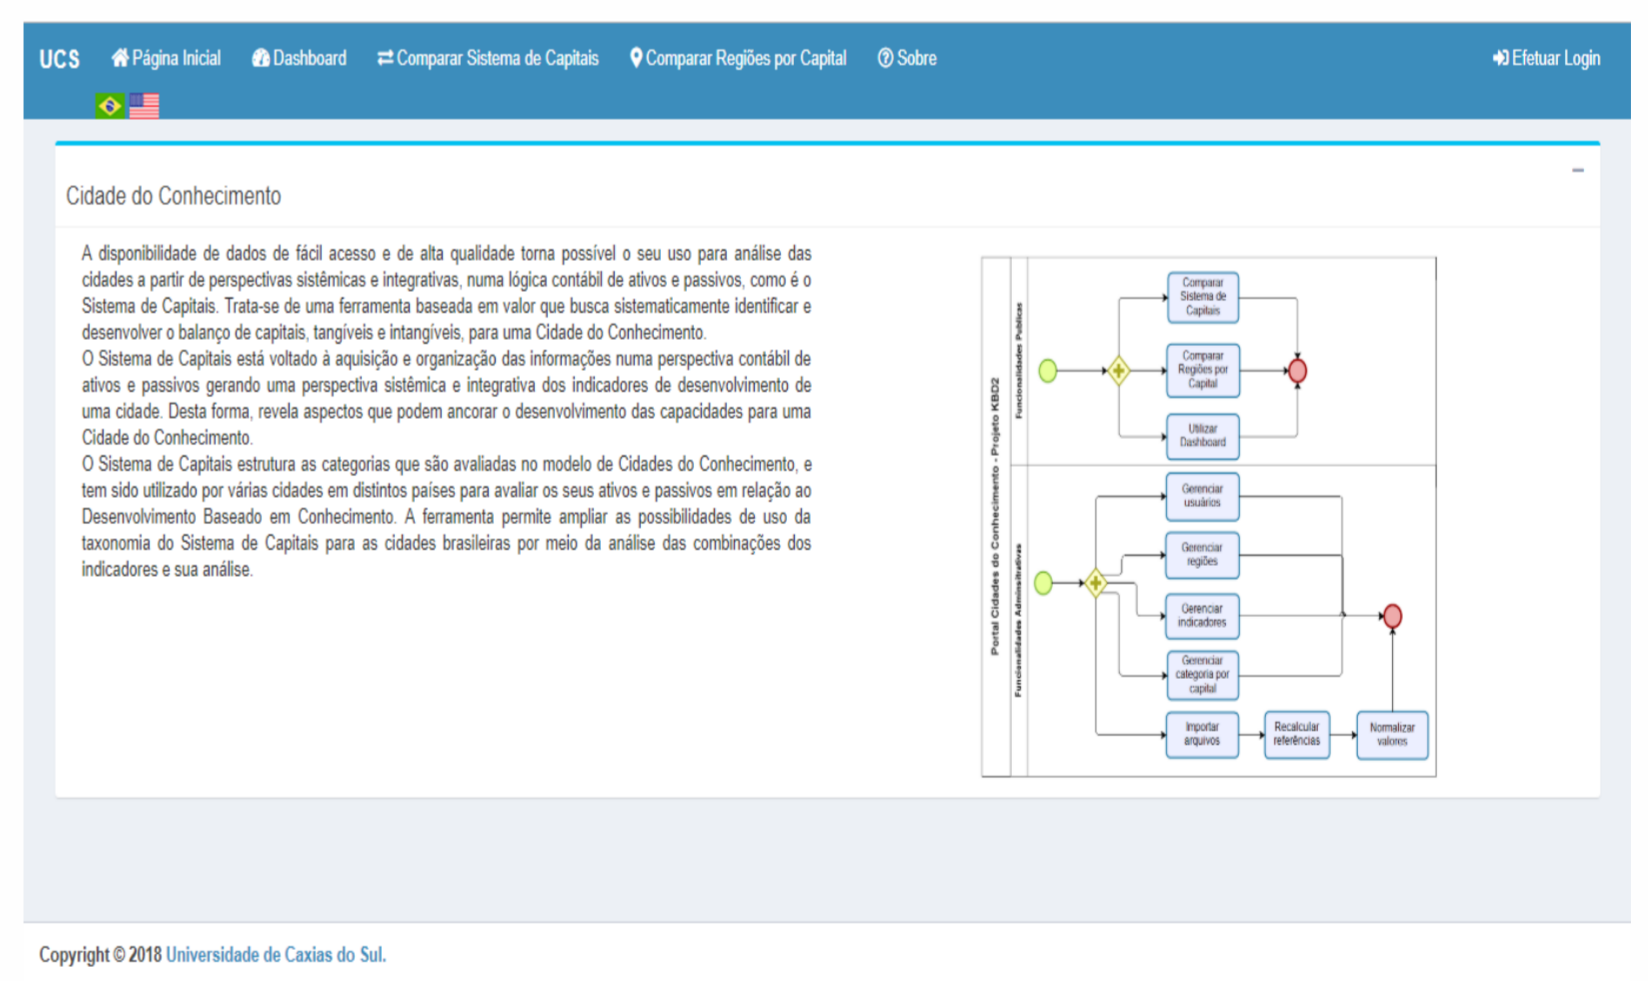 UCS Página Inicial Dashboard Comparar Sistema de Capitais Comparar Regiões por Capital Sobre Efetuar Login
Cidade do Conhecimento
A disponibilidade de dados de fácil acesso e de alta qualidade torna possível o seu uso para análise das
cidades a partir de perspectivas sistêmicas e integrativas, numa lógica contábil de ativos e passivos, como é o
Sistema de Capitais. Trata-se de uma ferramenta baseada em valor que busca sistematicamente identificar e
desenvolver o balanço de capitais, tangíveis e intangíveis, para uma Cidade do Conhecimento.
O Sistema de Capitais está voltado à aquisição e organização das informações numa perspectiva contábil de
ativos e passivos gerando uma perspectiva sistêmica e integrativa dos indicadores de desenvolvimento de
uma cidade. Desta forma, revela aspectos que podem ancorar o desenvolvimento das capacidades para uma
Cidade do Conhecimento.
O Sistema de Capitais estrutura as categorias que são avaliadas no modelo de Cidades do Conhecimento, e
tem sido utilizado por várias cidades em distintos países para avaliar os seus ativos e passivos em relação ao
Desenvolvimento Baseado em Conhecimento. A ferramenta permite ampliar as possibilidades de uso da
taxonomia do Sistema de Capitais para as cidades brasileiras por meio da análise das combinações dos
indicadores e sua análise.
Portal Cidades do Conhecimento - Projeto KBD2
Funcionalidades Publicas
Comparar
Sistema de
Capitais
Comparar
Regiões por
Capital
Utilizar
Dashboard
Funcionalidades Adminsitrativas
Gerenciar
usuários
Gerenciar
regiões
Gerenciar
indicadores
Gerenciar
categoria por
capital
Importar
arquivos
Recalcular
referências
Normalizar
valores
Copyright © 2018 Universidade de Caxias do Sul.